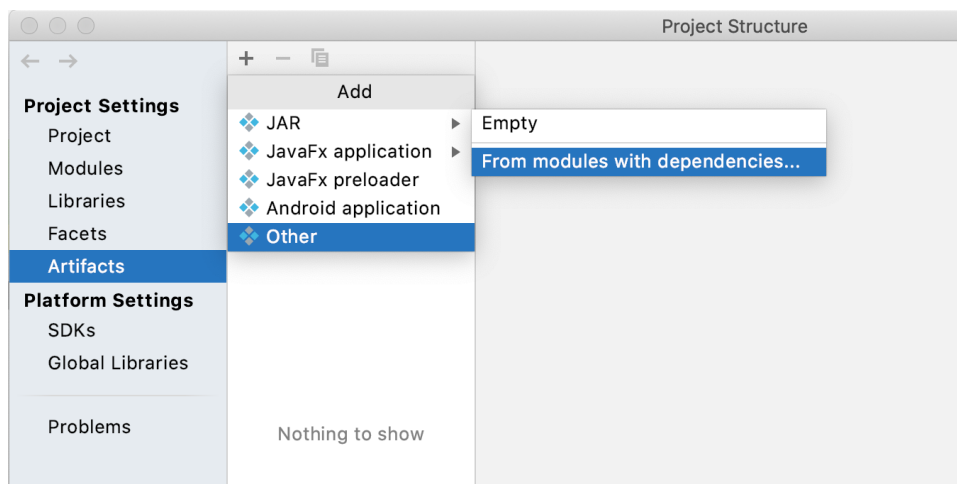 Project Structure
Project Settings
Project
Modules
Libraries
Facets
Artifacts
Platform Settings
SDKs
Global Libraries
Problems
Add
JAR
JavaFx application
JavaFx preloader
Android application
Other
Empty
From modules with dependencies...
Nothing to show